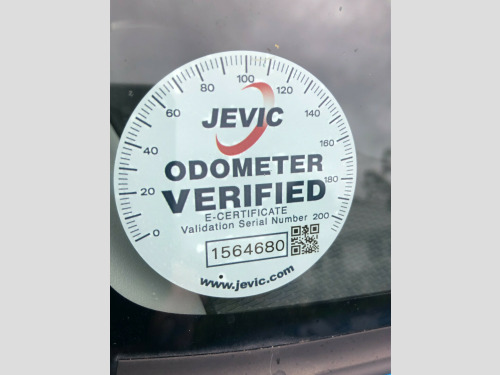 0 20 40 60 80 100 120 140 160 180 200
JEVIC
ODOMETER
VERIFIED
E-CERTIFICATE
Validation Serial Number
1564680
www.jevic.com